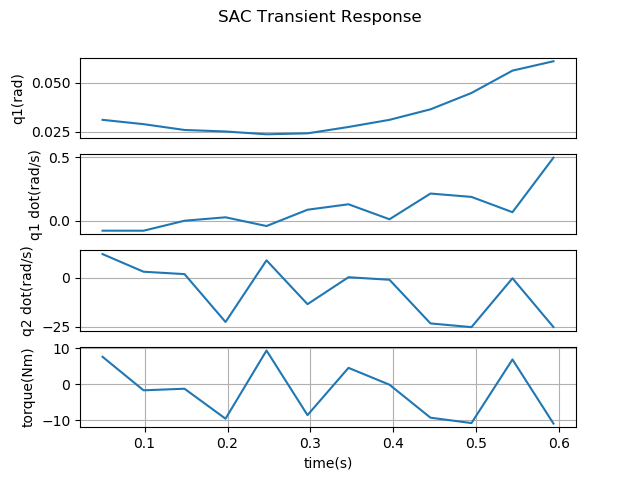 SAC Transient Response
q1(rad)
0.050
0.025
q1 dot(rad/s)
0.5
0.0
q2 dot(rad/s)
0
−25
torque(Nm)
10
0
−10
0.1 0.2 0.3 0.4 0.5 0.6
time(s)